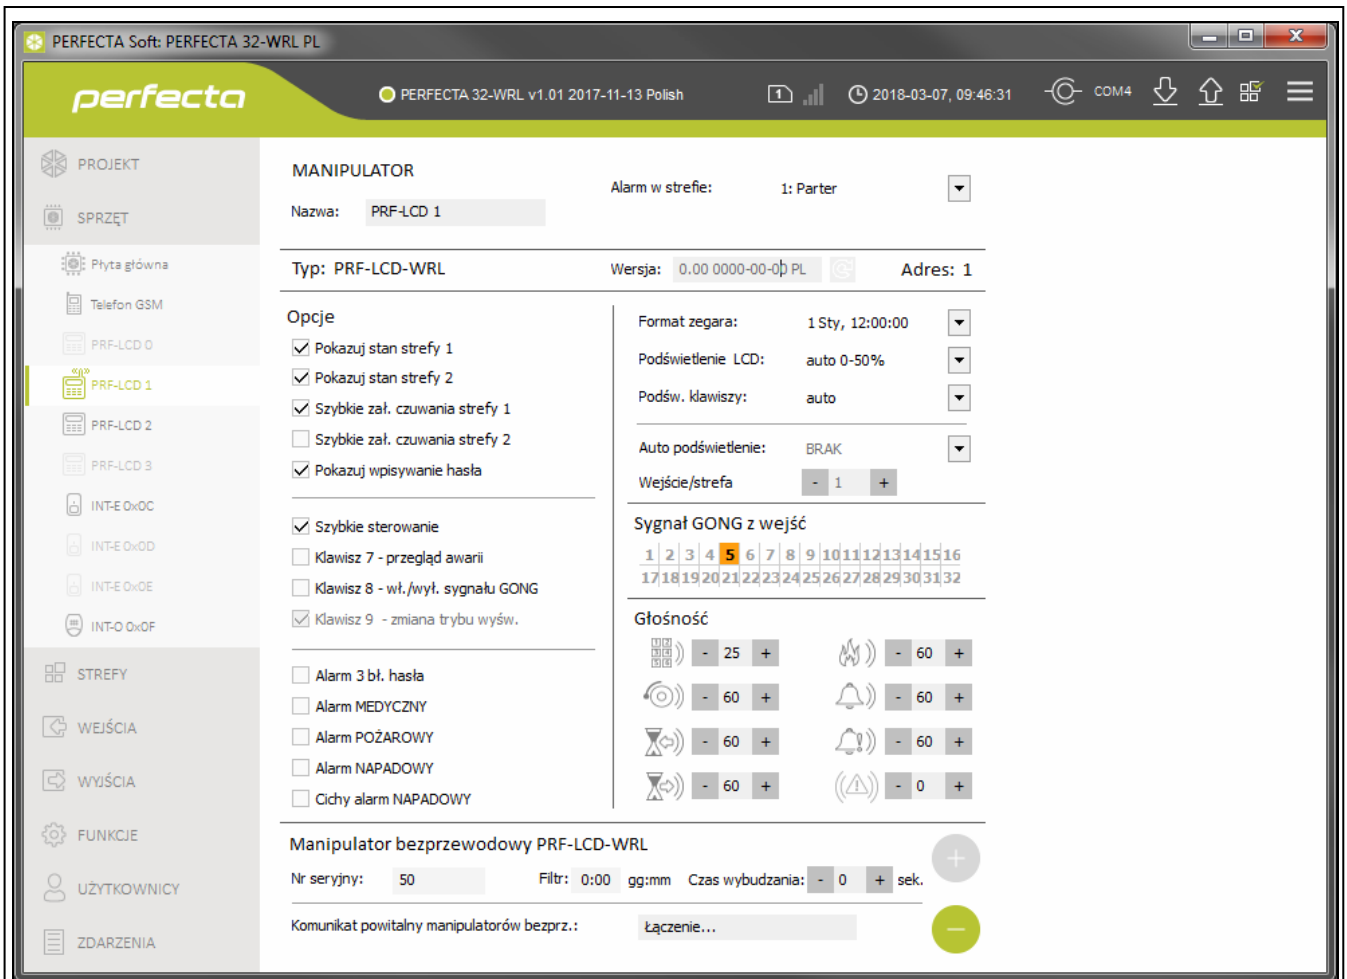 PERFECTA Soft: PERFECTA 32-WRL PL
perfecta
PERFECTA 32-WRL v1.01 2017-11-13 Polish
1
2018-03-07, 09:46:31
COM4
PROJEKT
SPRZĘT
Płyta główna
Telefon GSM
PRF-LCD 0
PRF-LCD 1
PRF-LCD 2
PRF-LCD 3
INT-E 0x0C
INT-E 0x0D
INT-E 0x0E
INT-O 0x0F
STREFY
WEJŚCIA
WYJŚCIA
FUNKCJE
UŻYTKOWNICY
ZDARZENIA
MANIPULATOR
Nazwa: PRF-LCD 1
Alarm w strefie: 1: Parter
Typ: PRF-LCD-WRL
Wersja: 0.00 0000-00-00 PL
Adres: 1
Opcje
Pokazuj stan strefy 1
Pokazuj stan strefy 2
Szybkie zał. czuwania strefy 1
Szybkie zał. czuwania strefy 2
Pokazuj wpisywanie hasła
Szybkie sterowanie
Klawisz 7 - przegląd awarii
Klawisz 8 - wł./wył. sygnału GONG
Klawisz 9 - zmiana trybu wyśw.
Alarm 3 bł. hasła
Alarm MEDYCZNY
Alarm POŻAROWY
Alarm NAPADOWY
Cichy alarm NAPADOWY
Format zegara: 1 Sty, 12:00:00
Podświetlenie LCD: auto 0-50%
Podśw. klawiszy: auto
Auto podświetlenie: BRAK
Wejście/strefa - 1 +
Sygnał GONG z wejść
1 2 3 4 5 6 7 8 9 10 11 12 13 14 15 16
17 18 19 20 21 22 23 24 25 26 27 28 29 30 31 32
Głośność
- 25 + - 60 +
- 60 + - 60 +
- 60 + - 60 +
- 60 + - 0 +
Manipulator bezprzewodowy PRF-LCD-WRL
Nr seryjny: 50 Filtr: 0:00 gg:mm Czas wybudzania: - 0 + sek.
Komunikat powitalny manipulatorów bezprz.: Łączenie...